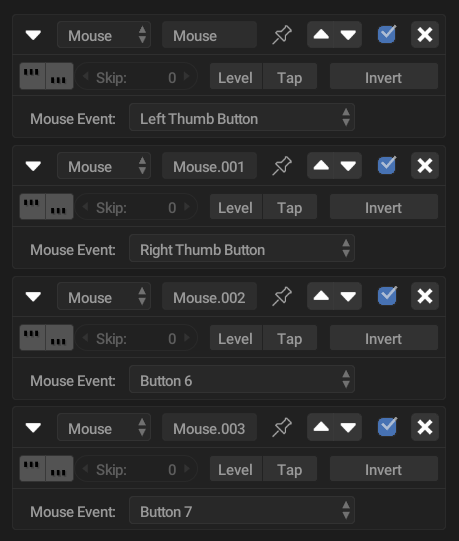 Mouse Mouse
Skip: 0 Level Tap Invert
Mouse Event: Left Thumb Button
Mouse Mouse.001
Skip: 0 Level Tap Invert
Mouse Event: Right Thumb Button
Mouse Mouse.002
Skip: 0 Level Tap Invert
Mouse Event: Button 6
Mouse Mouse.003
Skip: 0 Level Tap Invert
Mouse Event: Button 7